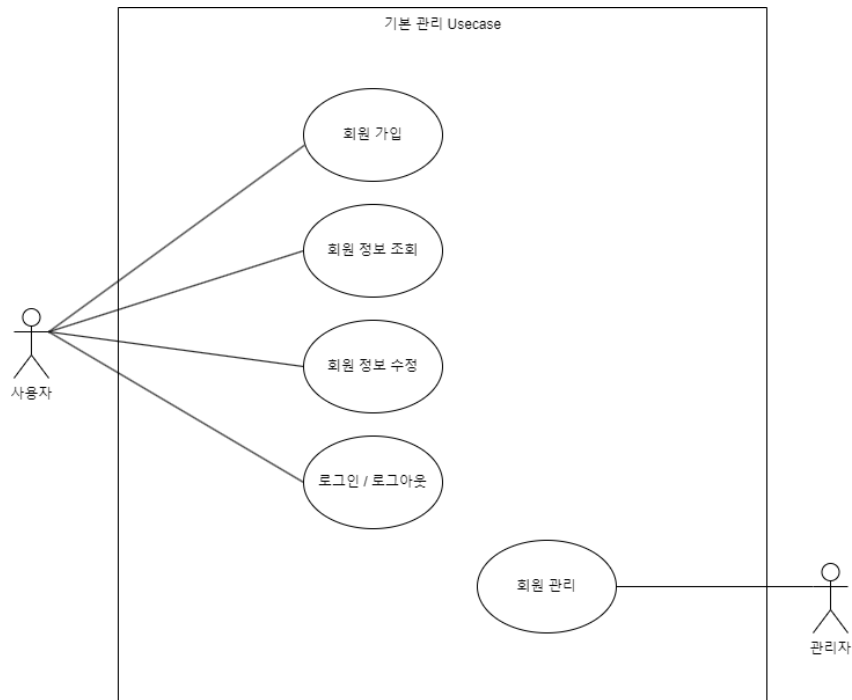 기본 관리 Usecase
회원 가입
회원 정보 조회
회원 정보 수정
사용자
로그인 / 로그아웃
회원 관리
관리자